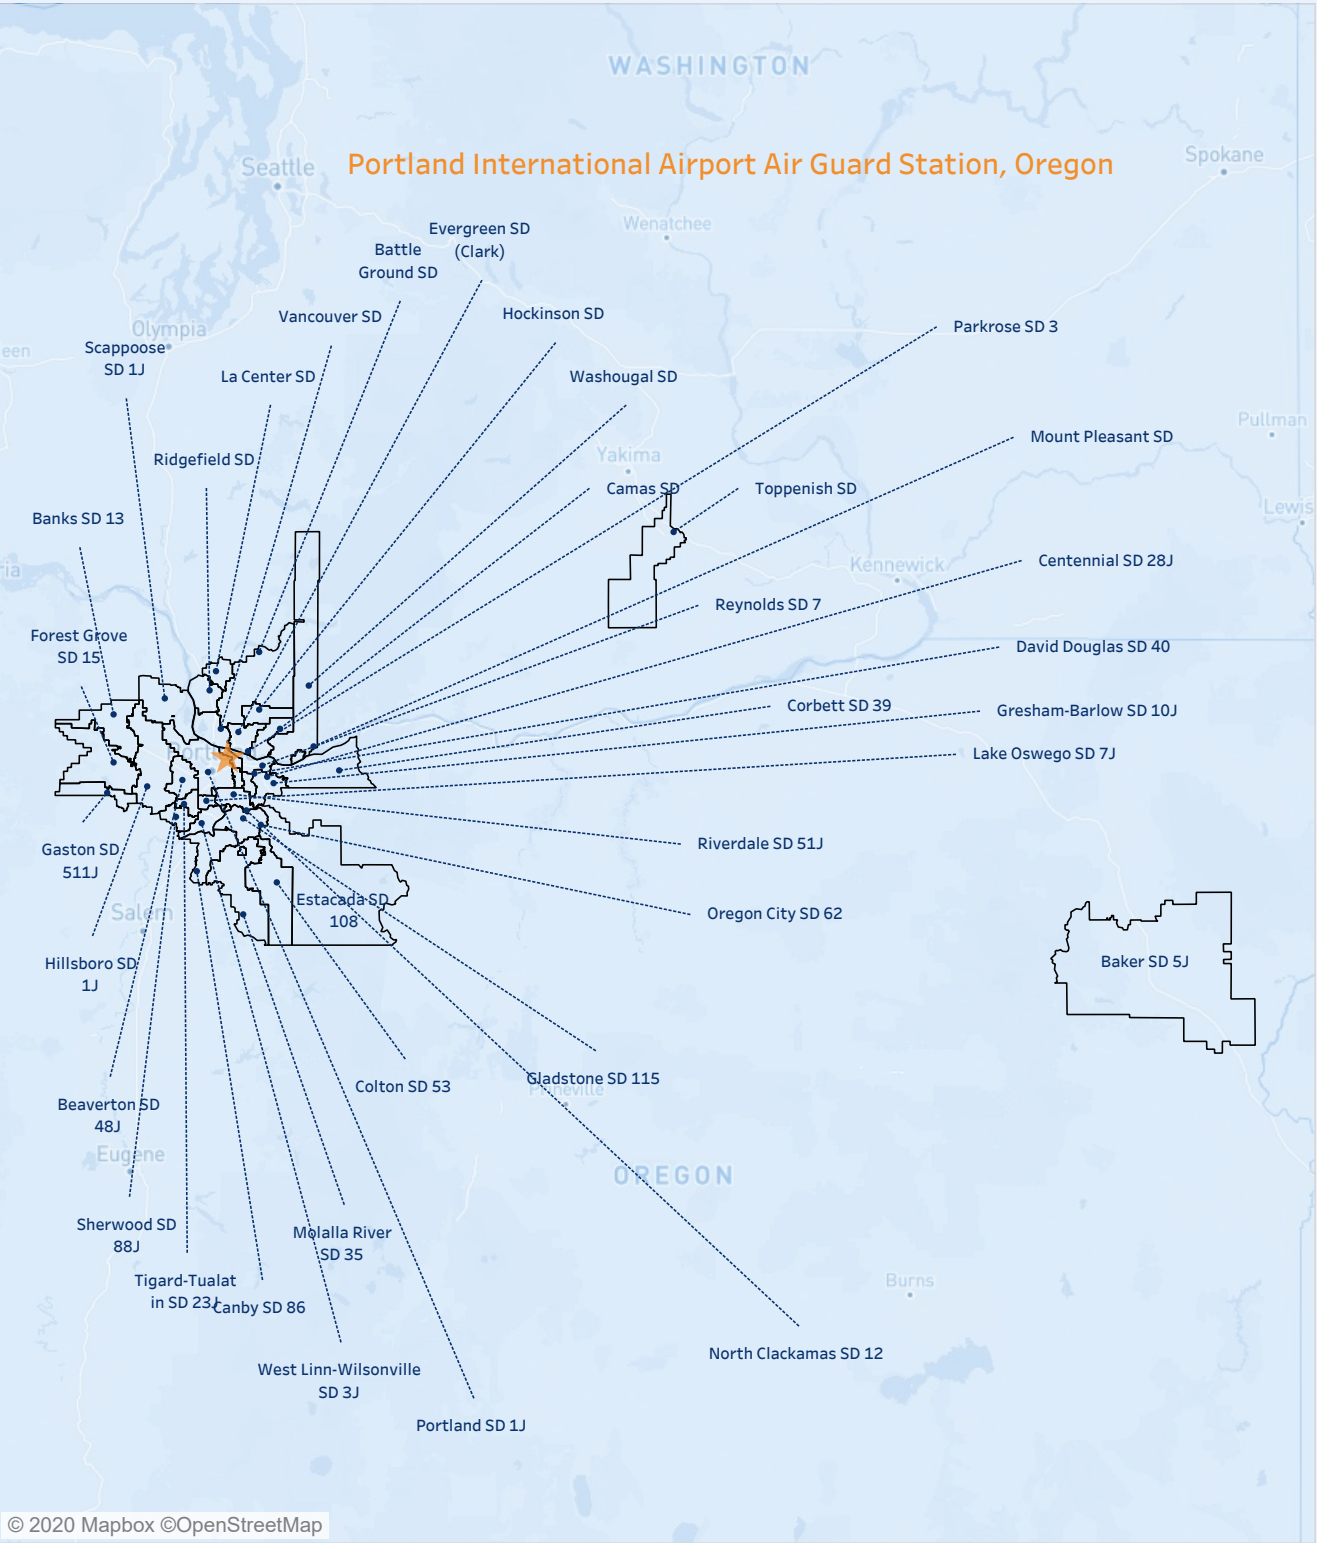 WASHINGTON
Seattle
Portland International Airport Air Guard Station, Oregon
Spokane
Wenatchee
Evergreen SD
(Clark)
Battle
Ground SD
Vancouver SD
Hockinson SD
Parkrose SD 3
Olympia
een
Scappoose
SD 1J
La Center SD
Washougal SD
Pullman
Mount Pleasant SD
Yakima
Ridgefield SD
Camas SD
Toppenish SD
Lewis
Banks SD 13
ria
Kennewick
Centennial SD 28J
Reynolds SD 7
Forest Grove
SD 15
David Douglas SD 40
Corbett SD 39
Gresham-Barlow SD 10J
Portland
Lake Oswego SD 7J
Riverdale SD 51J
Gaston SD
511J
Estacada SD
108
Salem
Oregon City SD 62
Hillsboro SD
1J
Baker SD 5J
Colton SD 53
Gladstone SD 115
Prineville
Beaverton SD
48J
Eugene
OREGON
Sherwood SD
88J
Molalla River
SD 35
Tigard-Tualat
in SD 23J
Canby SD 86
Burns
North Clackamas SD 12
West Linn-Wilsonville
SD 3J
Portland SD 1J
© 2020 Mapbox ©OpenStreetMap